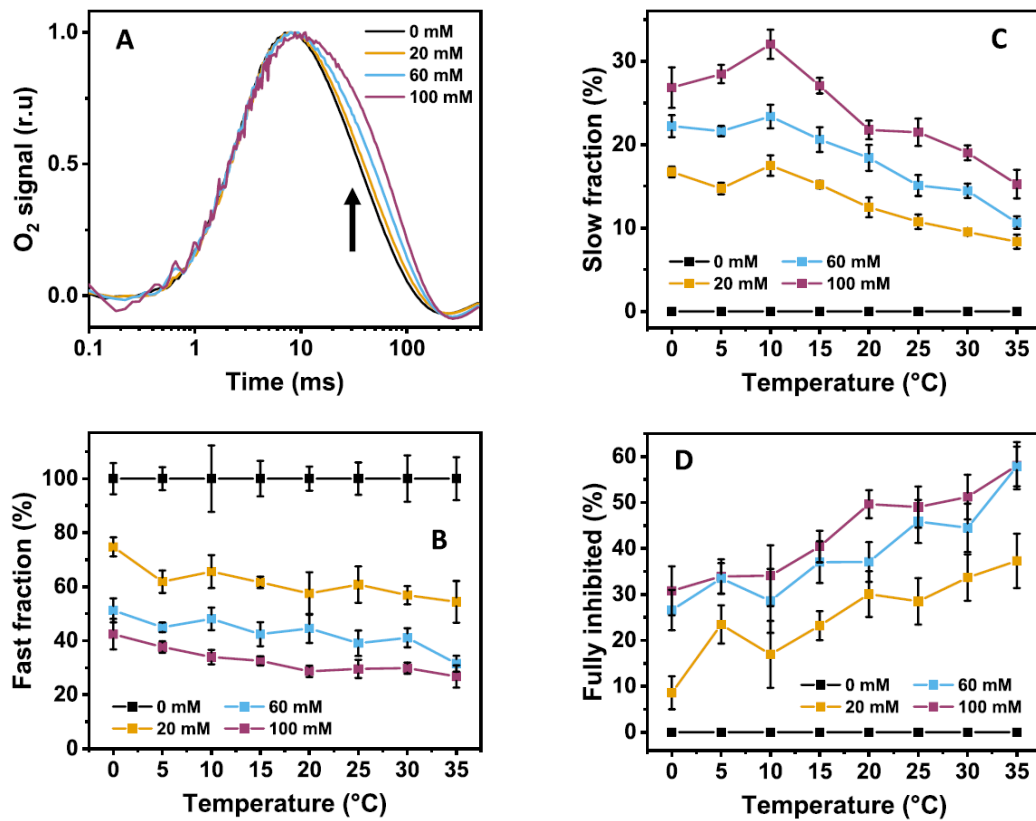 A
0 mM
20 mM
60 mM
100 mM
O2 signal (r.u)
1.0
0.5
0.0
0.1
1
10
100
Time (ms)
C
Slow fraction (%)
30
20
10
0
0 mM
60 mM
20 mM
100 mM
0 5 10 15 20 25 30 35
Temperature (°C)
B
Fast fraction (%)
100
80
60
40
20
0
0 mM
60 mM
20 mM
100 mM
0 5 10 15 20 25 30 35
Temperature (°C)
D
Fully inhibited (%)
60
50
40
30
20
10
0
0 mM
60 mM
20 mM
100 mM
0 5 10 15 20 25 30 35
Temperature (°C)